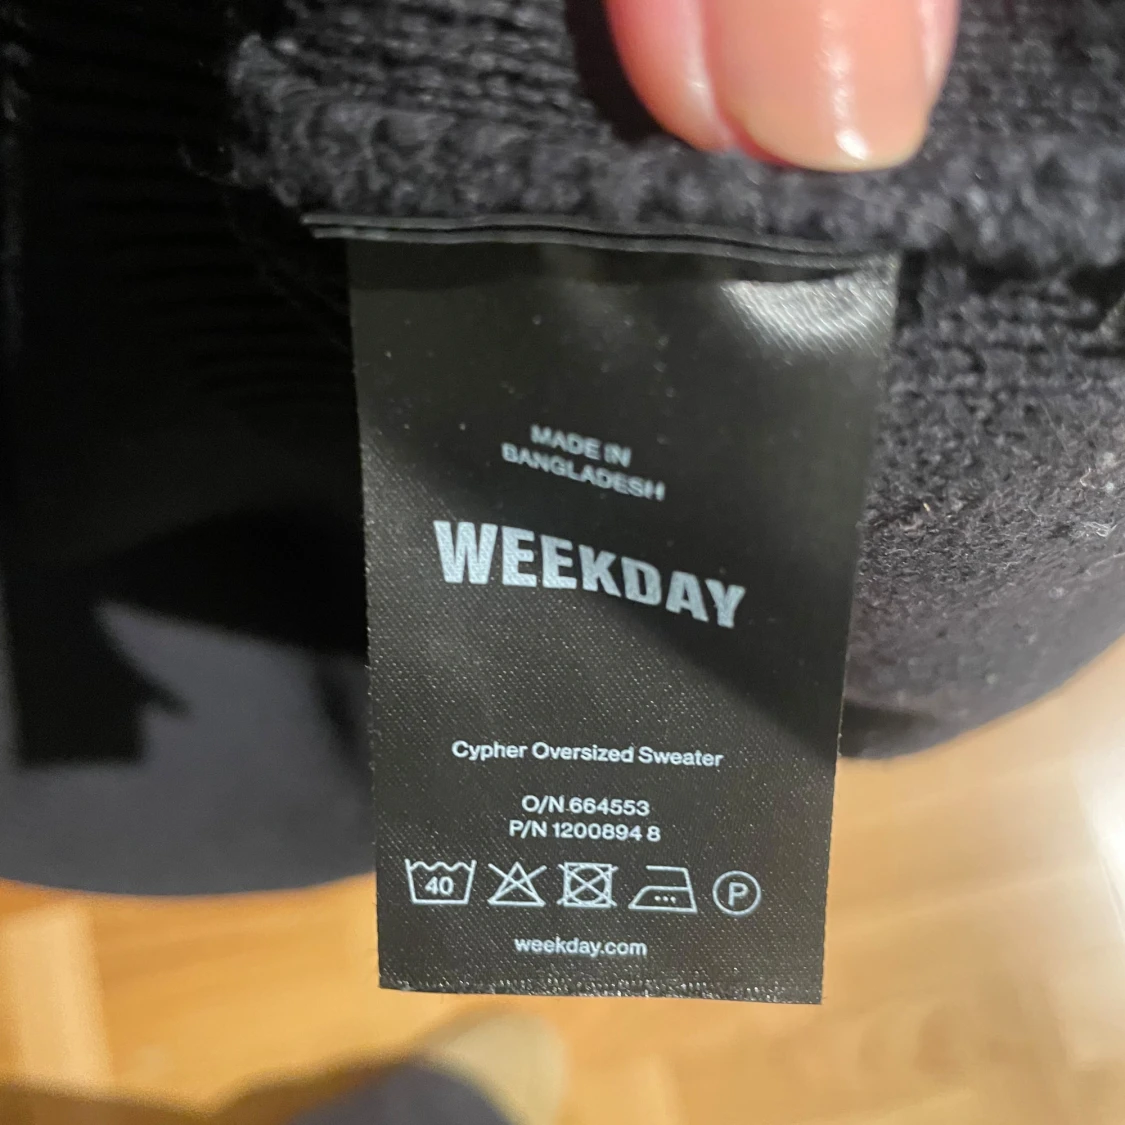 MADE IN
BANGLADESH
WEEKDAY
Cypher Oversized Sweater
O/N 664553
P/N 1200894 8
40 P
weekday.com